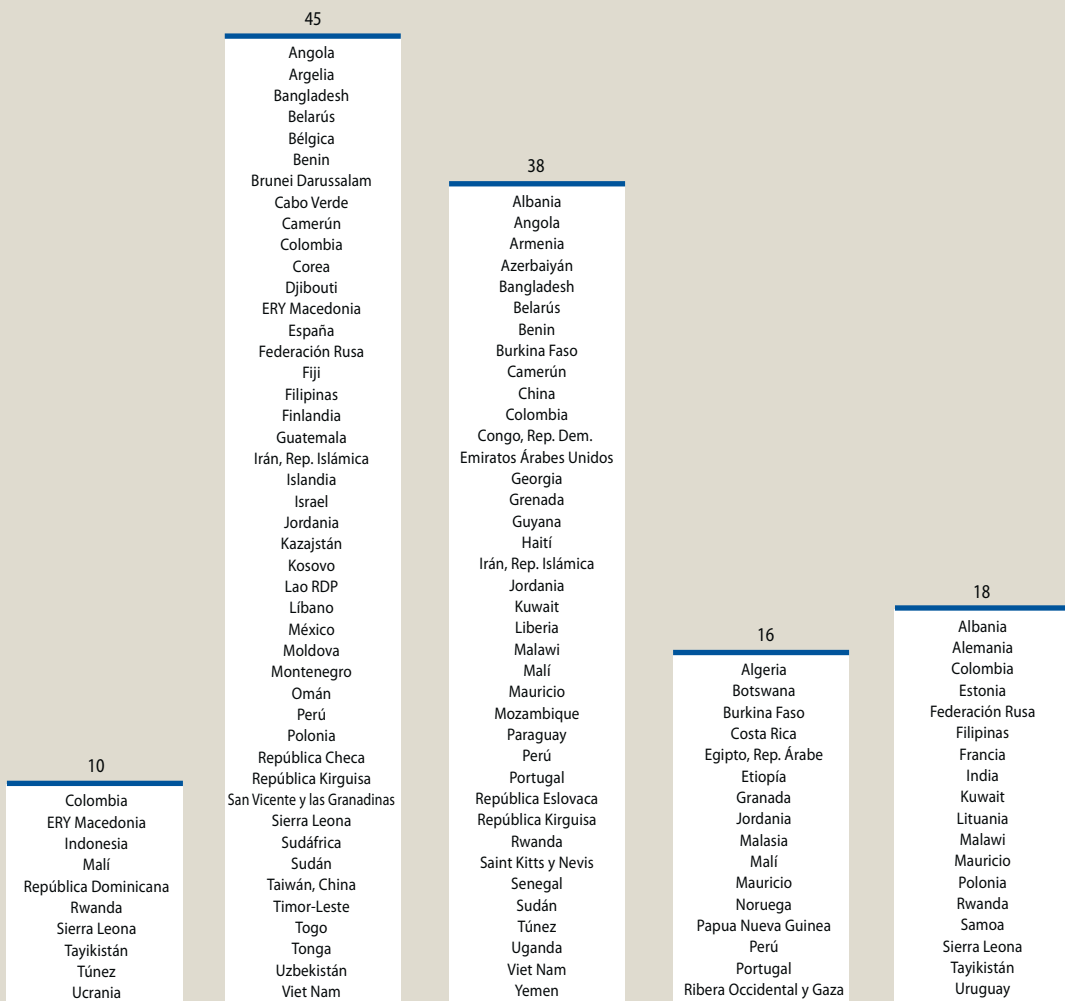 10
Colombia
ERY Macedonia
Indonesia
Malí
República Dominicana
Rwanda
Sierra Leona
Tayikistán
Túnez
Ucrania
45
Angola
Argelia
Bangladesh
Belarús
Bélgica
Benin
Brunei Darussalam
Cabo Verde
Camerún
Colombia
Corea
Djibouti
ERY Macedonia
España
Federación Rusa
Fiji
Filipinas
Finlandia
Guatemala
Irán, Rep. Islámica
Islandia
Israel
Jordania
Kazajstán
Kosovo
Lao RDP
Líbano
México
Moldova
Montenegro
Omán
Perú
Polonia
República Checa
República Kirguisa
San Vicente y las Granadinas
Sierra Leona
Sudáfrica
Sudán
Taiwán, China
Timor-Leste
Togo
Tonga
Uzbekistán
Viet Nam
38
Albania
Angola
Armenia
Azerbaiyán
Bangladesh
Belarús
Benin
Burkina Faso
Camerún
China
Colombia
Congo, Rep. Dem.
Emiratos Árabes Unidos
Georgia
Grenada
Guyana
Haití
Irán, Rep. Islámica
Jordania
Kuwait
Liberia
Malawi
Malí
Mauricio
Mozambique
Paraguay
Perú
Portugal
República Eslovaca
República Kirguisa
Rwanda
Saint Kitts y Nevis
Senegal
Sudán
Túnez
Uganda
Viet Nam
Yemen
16
Algeria
Botswana
Burkina Faso
Costa Rica
Egipto, Rep. Árabe
Etiopía
Granada
Jordania
Malasia
Malí
Mauricio
Noruega
Papua Nueva Guinea
Perú
Portugal
Ribera Occidental y Gaza
18
Albania
Alemania
Colombia
Estonia
Federación Rusa
Filipinas
Francia
India
Kuwait
Lituania
Malawi
Mauricio
Polonia
Rwanda
Samoa
Sierra Leona
Tayikistán
Uruguay